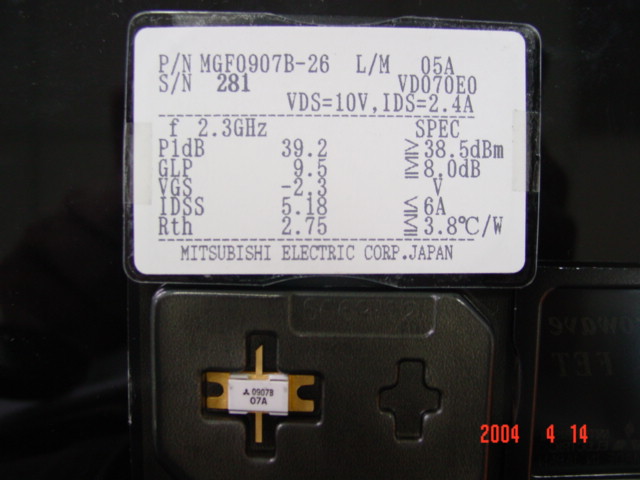 P/N MGF0907B-26 L/M 05A
S/N 281 VD070E0
VDS=10V,IDS=2.4A
f 2.3GHz SPEC
P1dB 39.2 ≧38.5dBm
GLP 9.5 ≧8.0dB
VGS -2.3 V
IDSS 5.18 ≦6A
Rth 2.75 ≦3.8℃/W
MITSUBISHI ELECTRIC CORP.JAPAN
0907B
07A
FET
2004 4 14